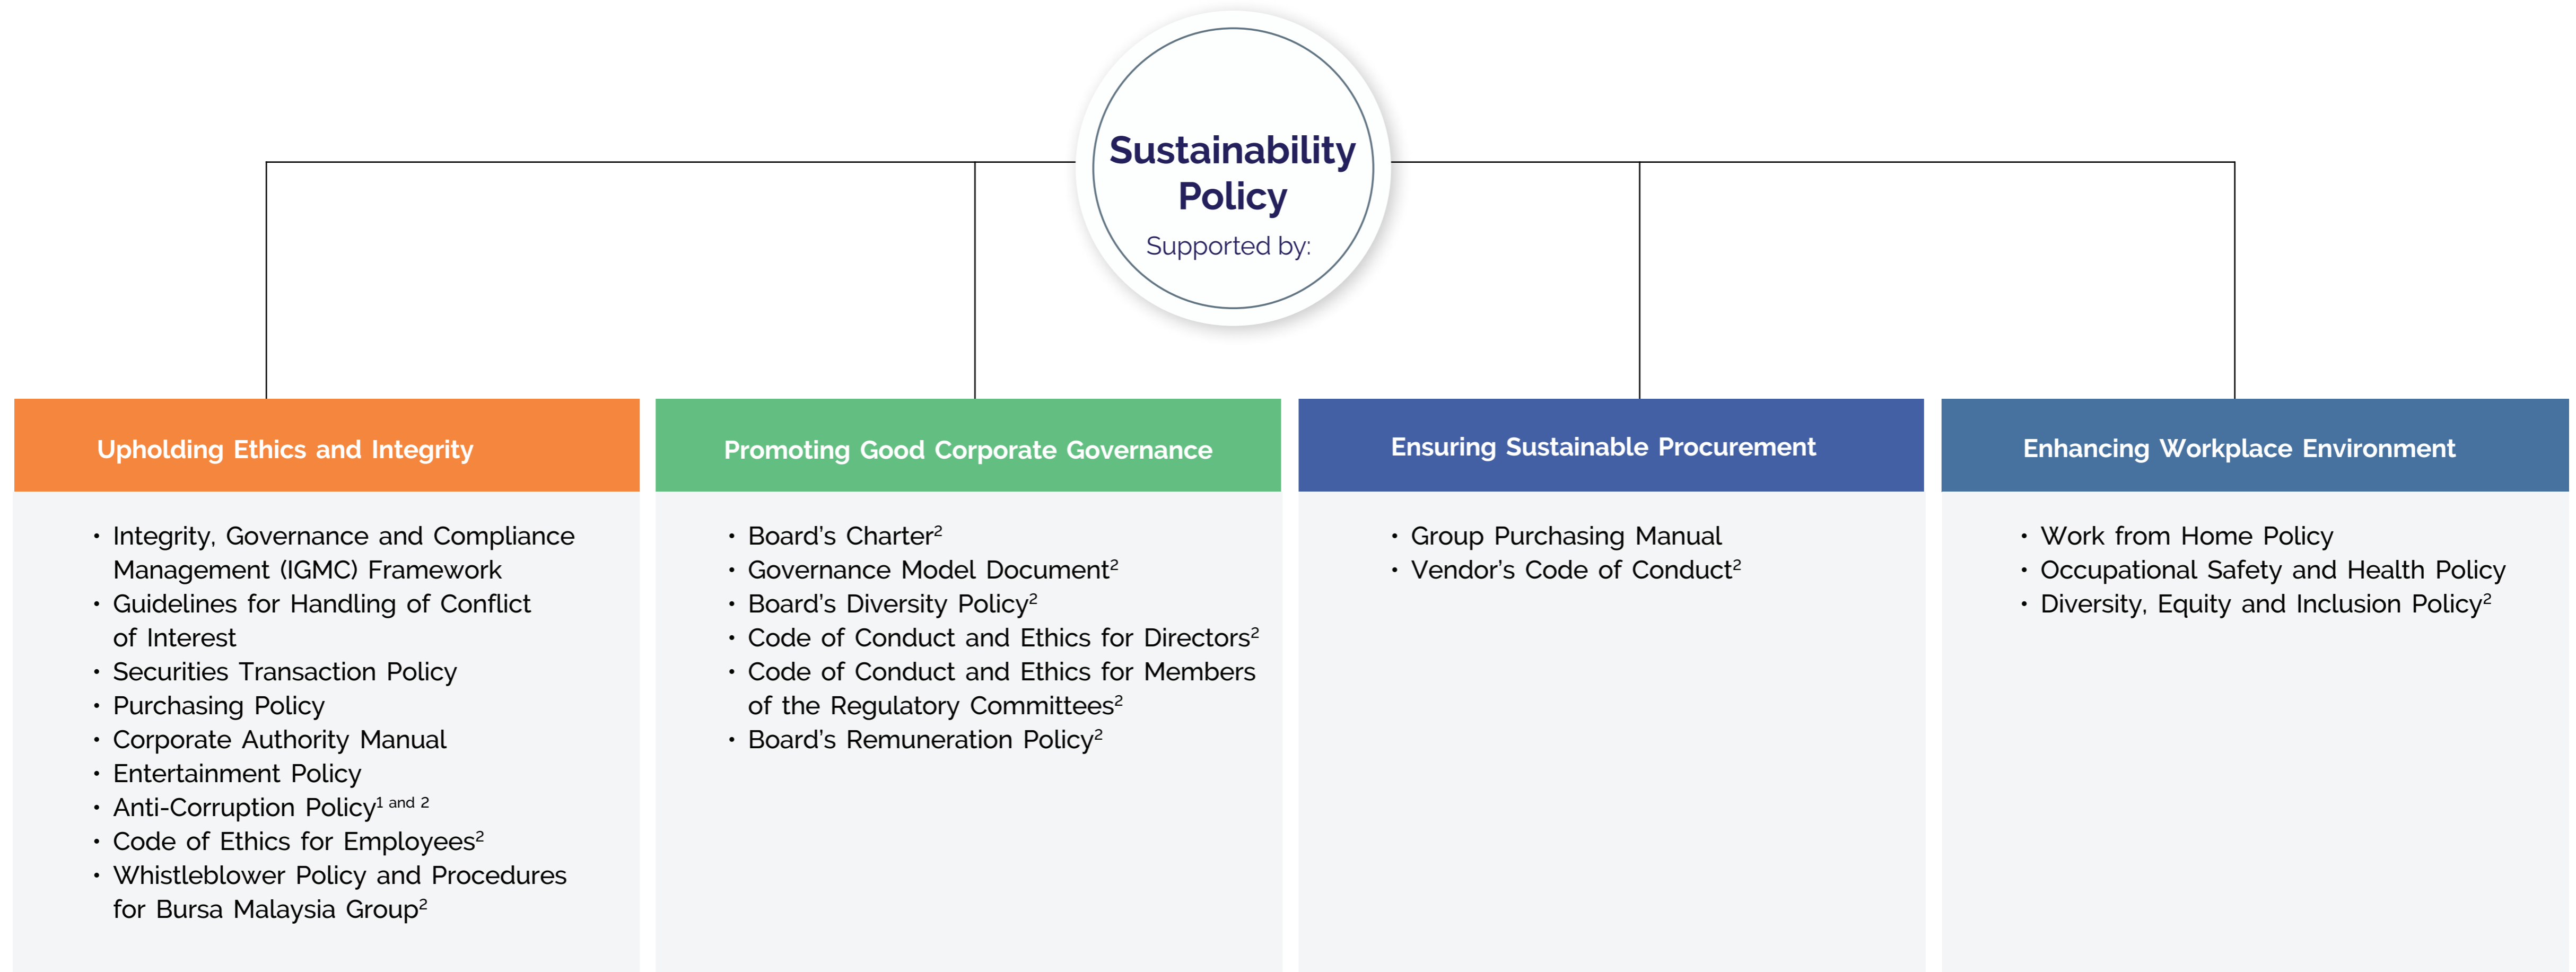 Sustainability
Policy
Supported by:
Upholding Ethics and Integrity
• Integrity, Governance and Compliance
Management (IGMC) Framework
• Guidelines for Handling of Conflict
of Interest
• Securities Transaction Policy
• Purchasing Policy
• Corporate Authority Manual
• Entertainment Policy
• Anti-Corruption Policy¹ ᵃⁿᵈ ²
• Code of Ethics for Employees²
• Whistleblower Policy and Procedures
for Bursa Malaysia Group²
Promoting Good Corporate Governance
• Board’s Charter²
• Governance Model Document²
• Board’s Diversity Policy²
• Code of Conduct and Ethics for Directors²
• Code of Conduct and Ethics for Members
of the Regulatory Committees²
• Board’s Remuneration Policy²
Ensuring Sustainable Procurement
• Group Purchasing Manual
• Vendor’s Code of Conduct²
Enhancing Workplace Environment
• Work from Home Policy
• Occupational Safety and Health Policy
• Diversity, Equity and Inclusion Policy²